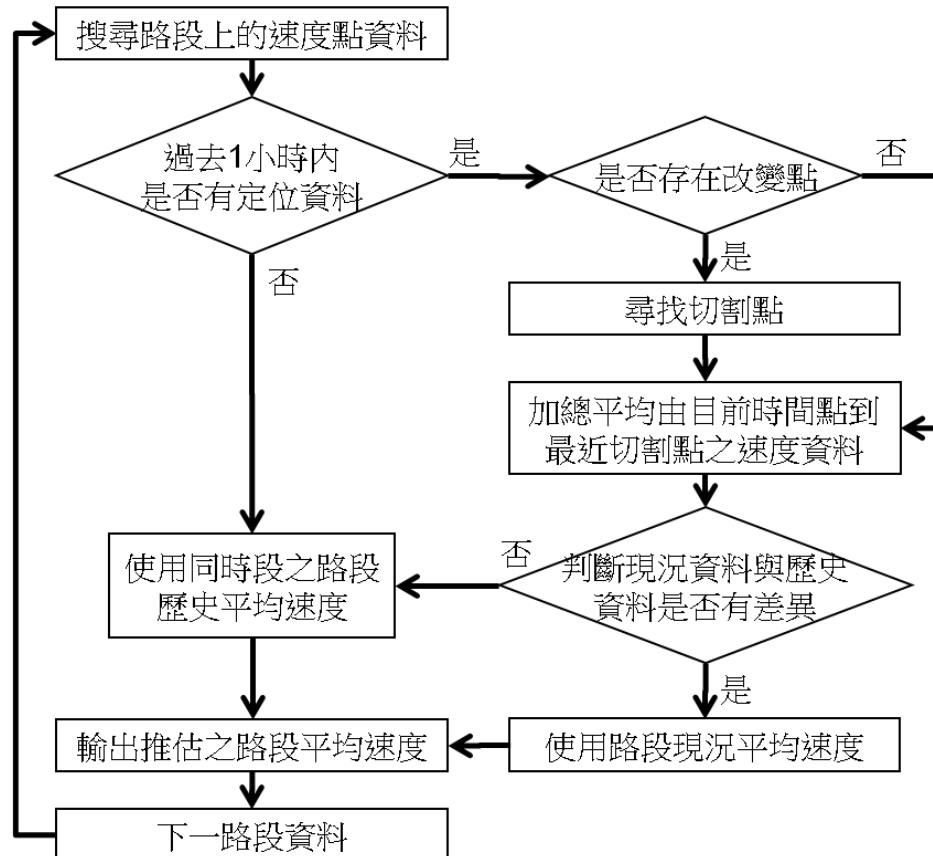 搜尋路段上的速度點資料
過去1小時內
是否有定位資料
是
是否存在改變點
否
否
是
尋找切割點
加總平均由目前時間點到
最近切割點之速度資料
使用同時段之路段
歷史平均速度
否
判斷現況資料與歷史
資料是否有差異
是
輸出推估之路段平均速度
使用路段現況平均速度
下一路段資料